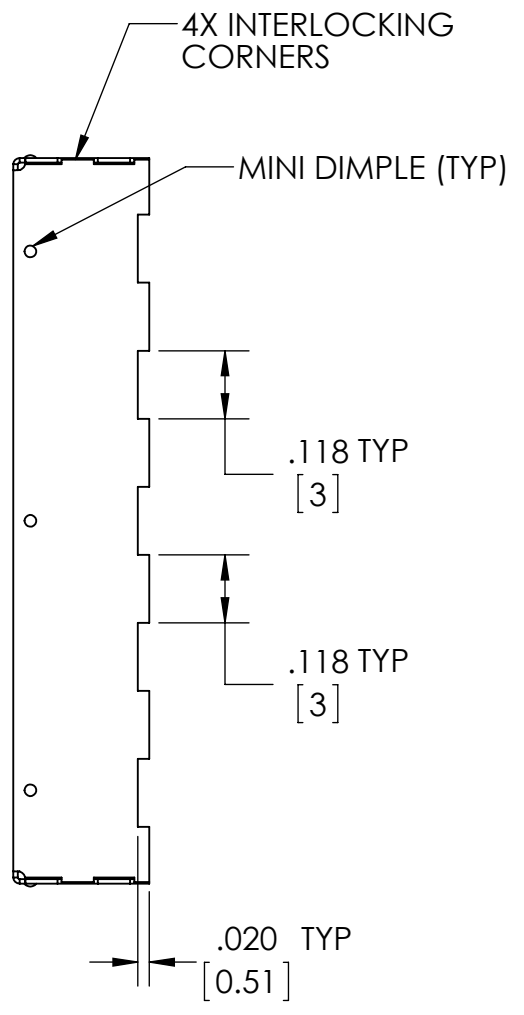 4X INTERLOCKING
CORNERS
MINI DIMPLE (TYP)
.118 TYP
[3]
.118 TYP
[3]
.020 TYP
[0.51]